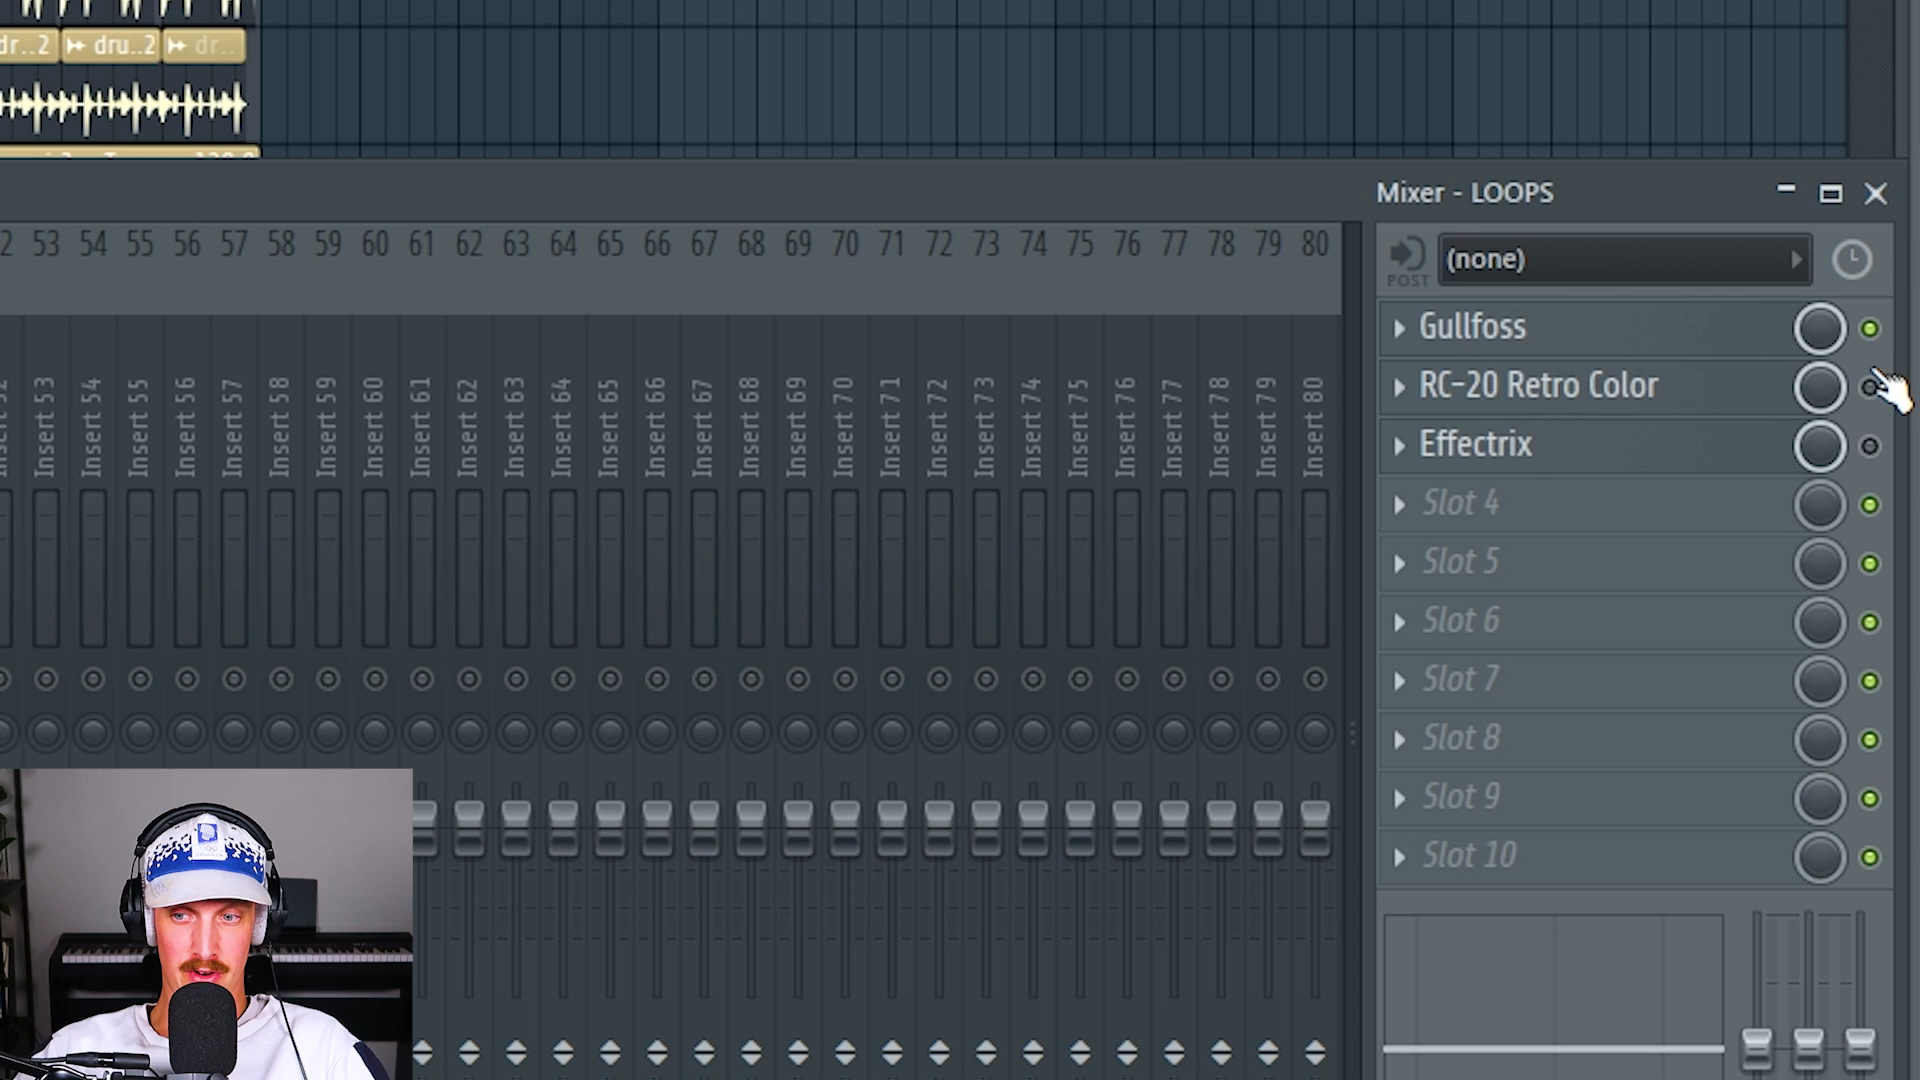 dr..2 dru..2 dr..
Mixer - LOOPS
53 54 55 56 57 58 59 60 61 62 63 64 65 66 67 68 69 70 71 72 73 74 75 76 77 78 79 80
POST (none)
Gullfoss
RC-20 Retro Color
Effectrix
Slot 4
Slot 5
Slot 6
Slot 7
Slot 8
Slot 9
Slot 10
Insert 53
Insert 54
Insert 55
Insert 56
Insert 57
Insert 58
Insert 59
Insert 60
Insert 61
Insert 62
Insert 63
Insert 64
Insert 65
Insert 66
Insert 67
Insert 68
Insert 69
Insert 70
Insert 71
Insert 72
Insert 73
Insert 74
Insert 75
Insert 76
Insert 77
Insert 78
Insert 79
Insert 80